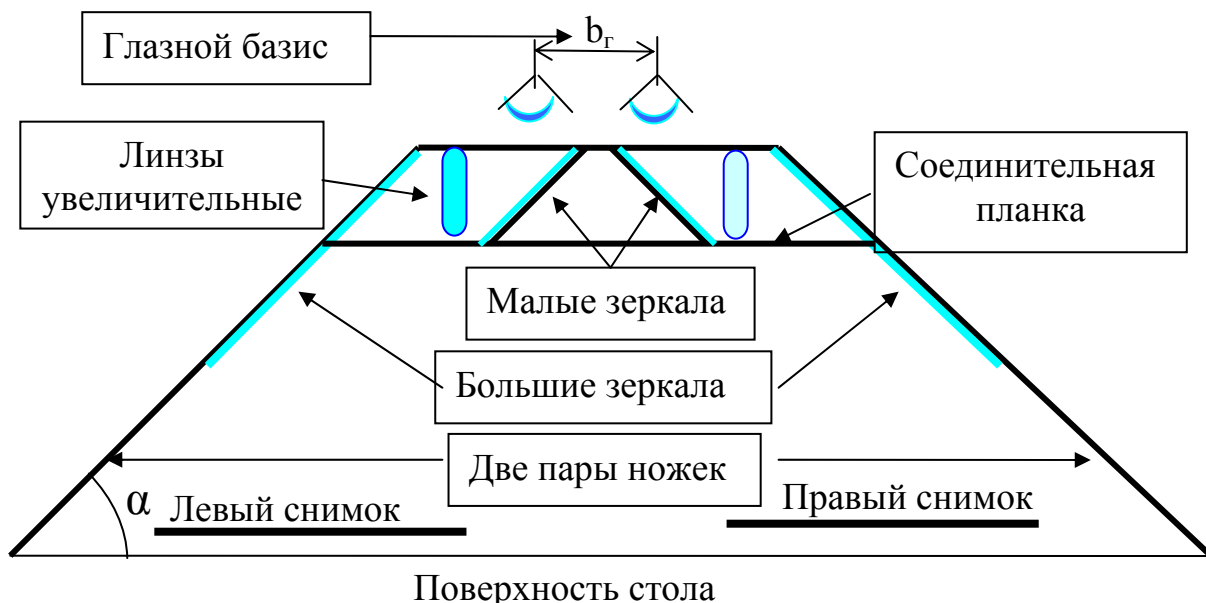 Глазной базис
bг
Линзы
увеличительные
Соединительная
планка
Малые зеркала
Большие зеркала
Две пары ножек
α
Левый снимок
Правый снимок
Поверхность стола